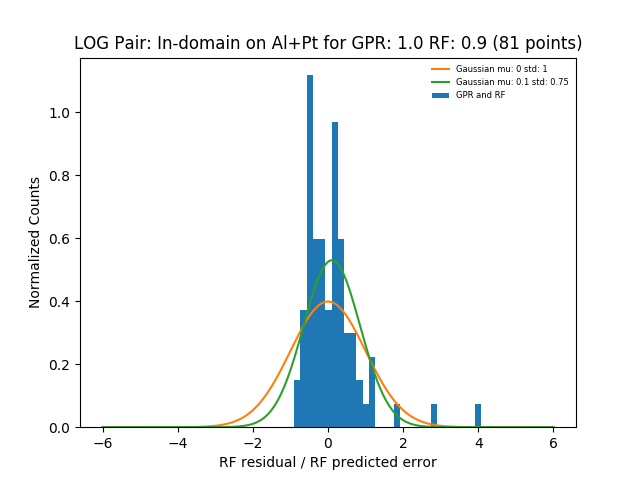 LOG Pair: In-domain on Al+Pt for GPR: 1.0 RF: 0.9 (81 points)
Gaussian mu: 0 std: 1
Gaussian mu: 0.1 std: 0.75
GPR and RF
Normalized Counts
1.0
0.8
0.6
0.4
0.2
0.0
−6 −4 −2 0 2 4 6
RF residual / RF predicted error